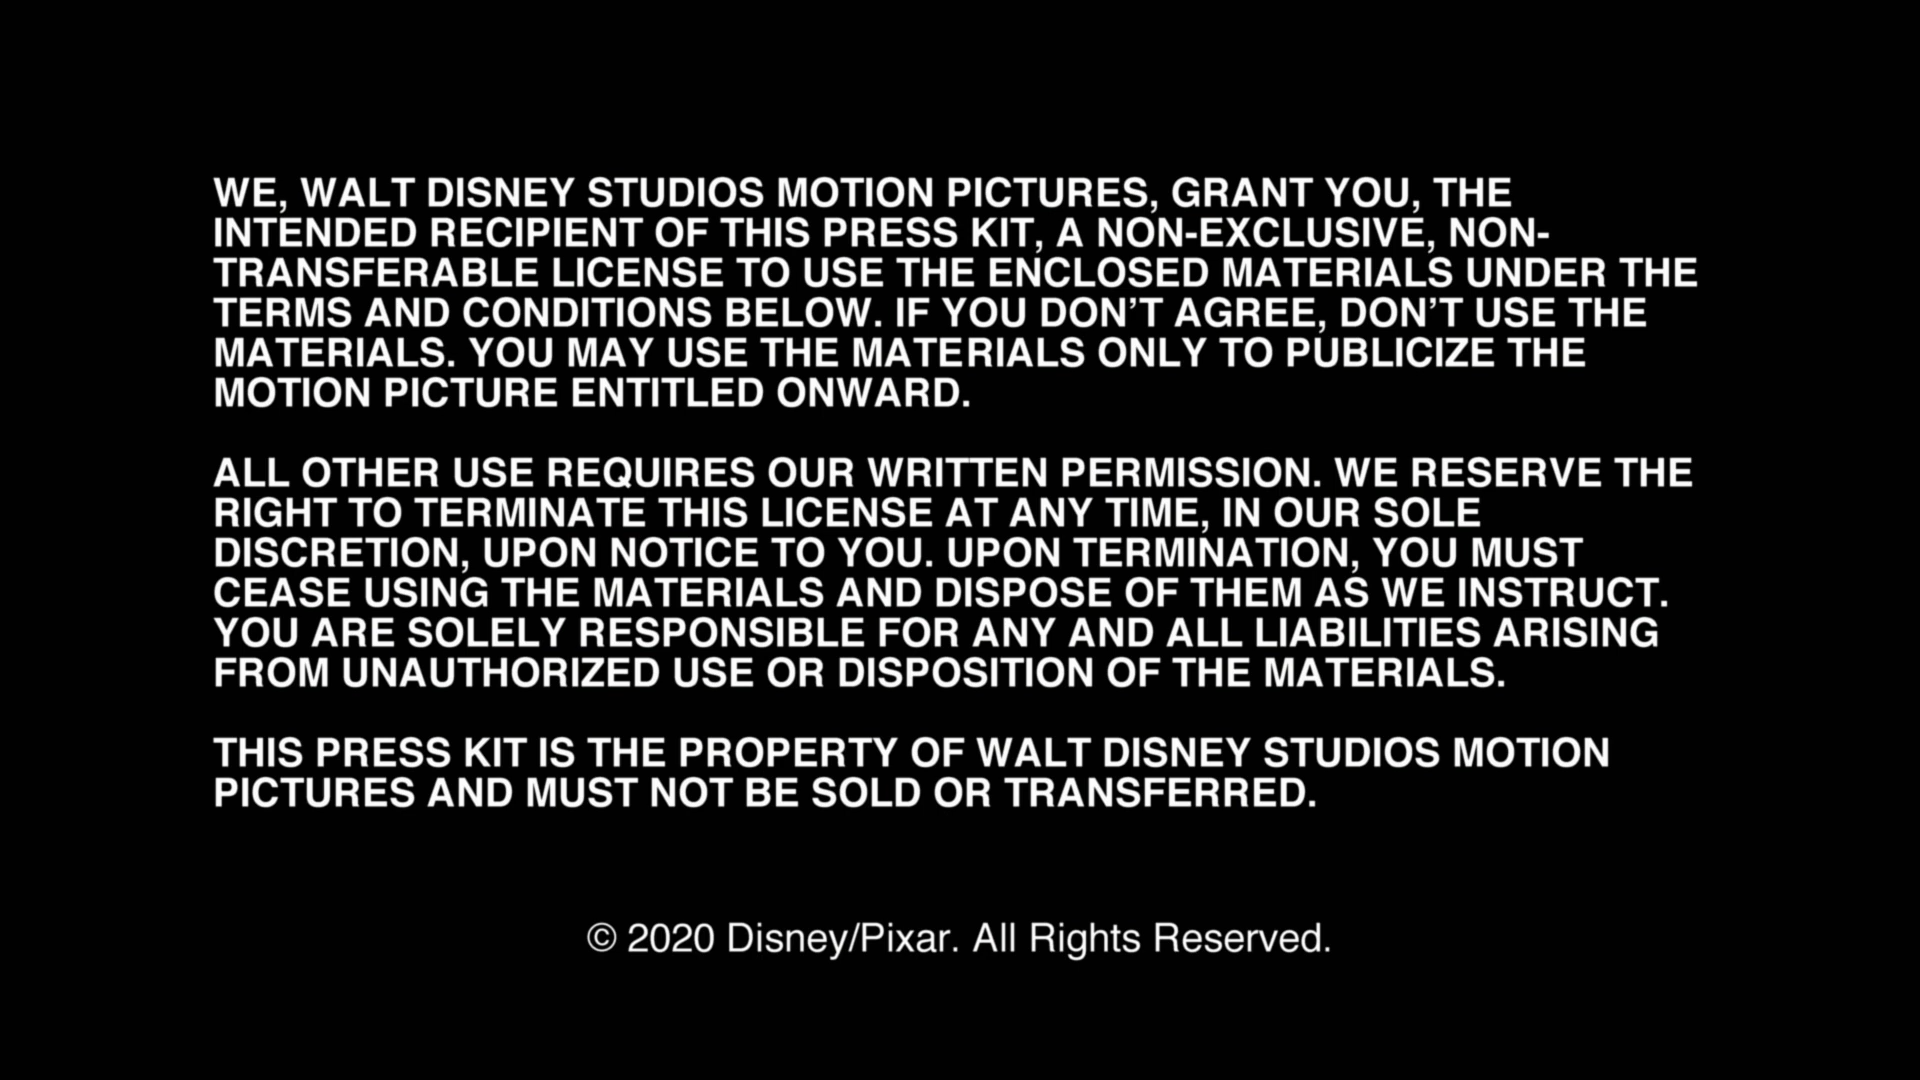 WE, WALT DISNEY STUDIOS MOTION PICTURES, GRANT YOU, THE
INTENDED RECIPIENT OF THIS PRESS KIT, A NON-EXCLUSIVE, NON-
TRANSFERABLE LICENSE TO USE THE ENCLOSED MATERIALS UNDER THE
TERMS AND CONDITIONS BELOW. IF YOU DON’T AGREE, DON’T USE THE
MATERIALS. YOU MAY USE THE MATERIALS ONLY TO PUBLICIZE THE
MOTION PICTURE ENTITLED ONWARD.
ALL OTHER USE REQUIRES OUR WRITTEN PERMISSION. WE RESERVE THE
RIGHT TO TERMINATE THIS LICENSE AT ANY TIME, IN OUR SOLE
DISCRETION, UPON NOTICE TO YOU. UPON TERMINATION, YOU MUST
CEASE USING THE MATERIALS AND DISPOSE OF THEM AS WE INSTRUCT.
YOU ARE SOLELY RESPONSIBLE FOR ANY AND ALL LIABILITIES ARISING
FROM UNAUTHORIZED USE OR DISPOSITION OF THE MATERIALS.
THIS PRESS KIT IS THE PROPERTY OF WALT DISNEY STUDIOS MOTION
PICTURES AND MUST NOT BE SOLD OR TRANSFERRED.
© 2020 Disney/Pixar. All Rights Reserved.